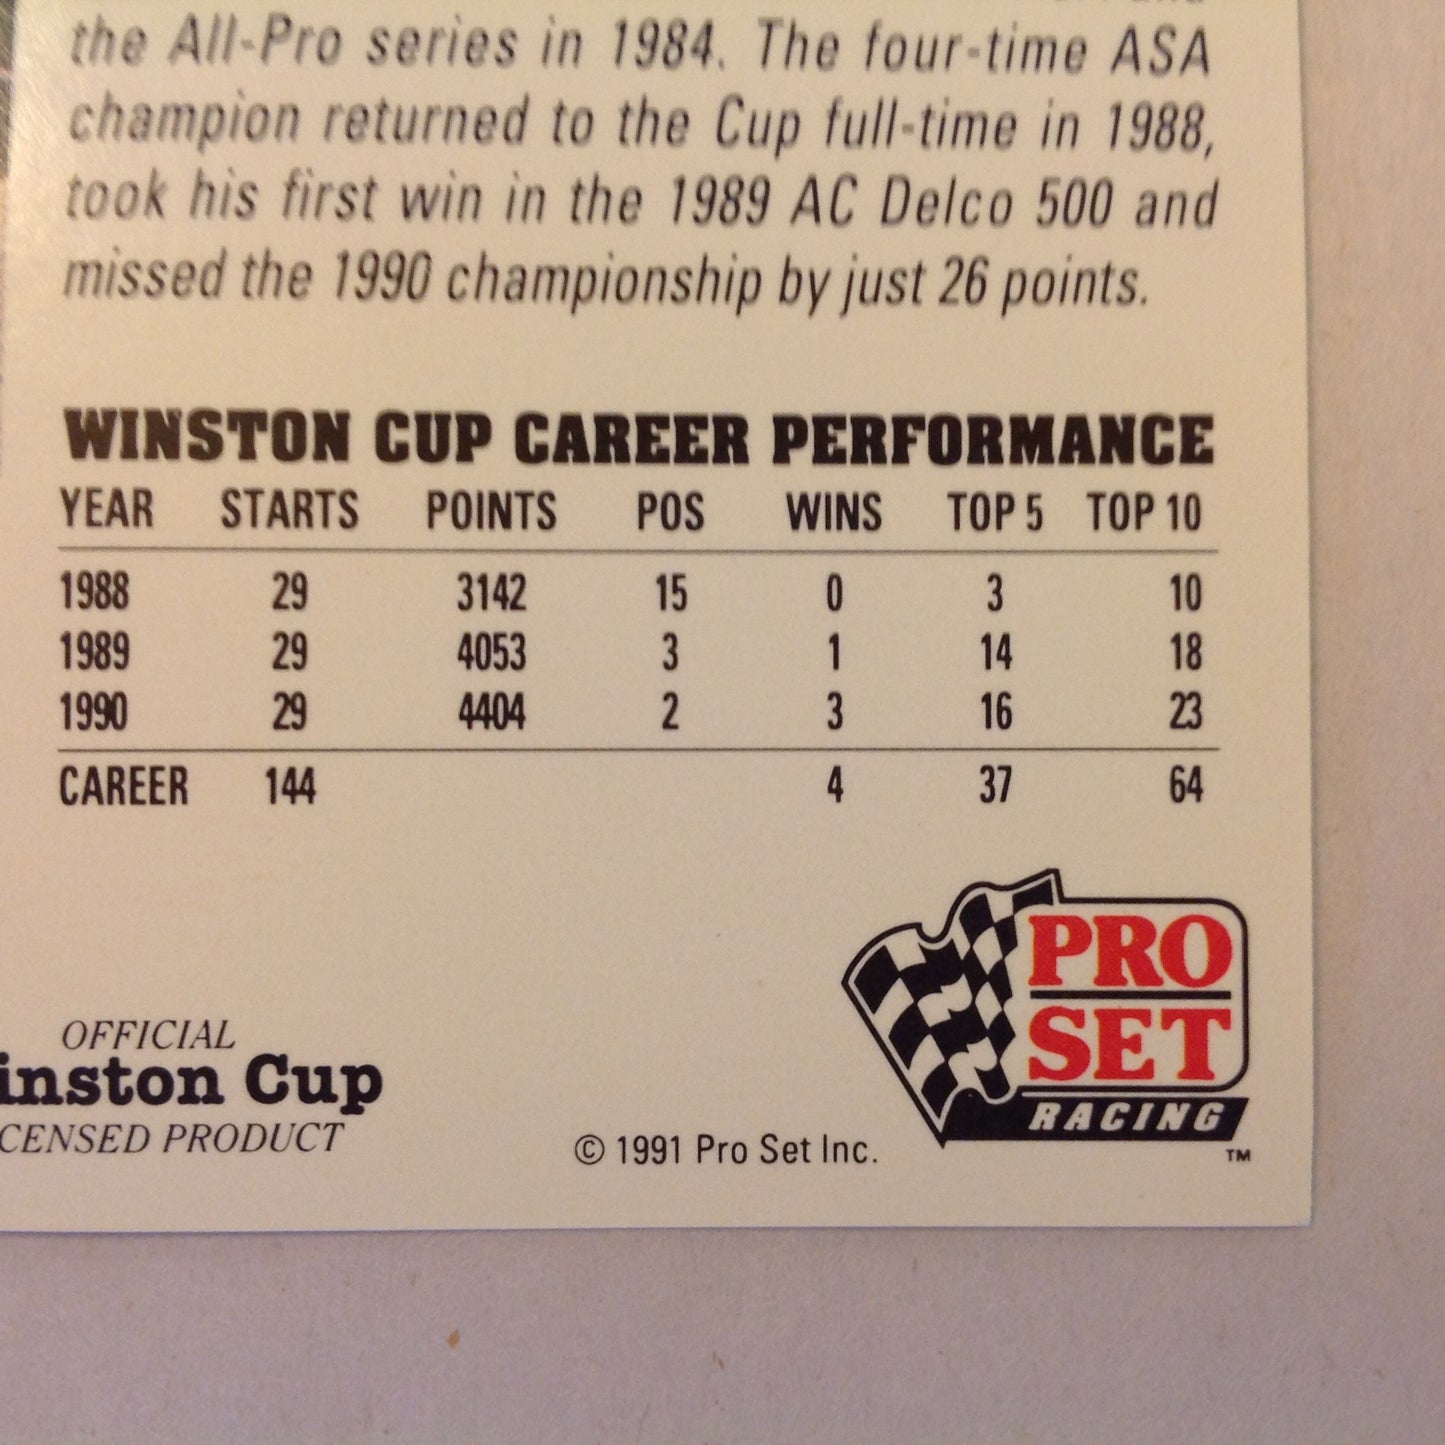 the All-Pro series in 1984. The four-time ASA
champion returned to the Cup full-time in 1988,
took his first win in the 1989 AC Delco 500 and
missed the 1990 championship by just 26 points.
WINSTON CUP CAREER PERFORMANCE
YEAR STARTS POINTS POS WINS TOP 5 TOP 10
1988 29 3142 15 0 3 10
1989 29 4053 3 1 14 18
1990 29 4404 2 3 16 23
CAREER 144 4 37 64
OFFICIAL
inston Cup
CENSED PRODUCT
© 1991 Pro Set Inc.
PRO
SET
RACING
TM